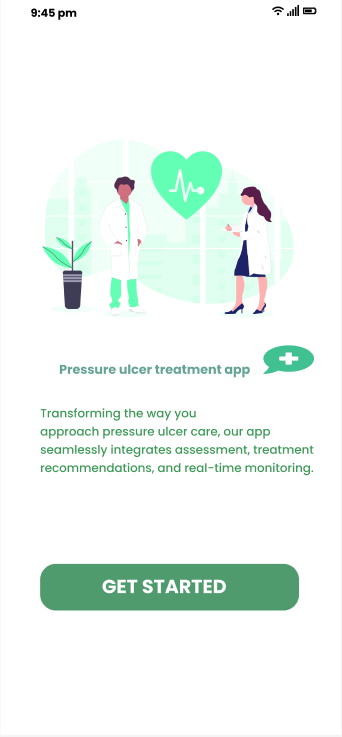 9:45 pm
Pressure ulcer treatment app
Transforming the way you
approach pressure ulcer care, our app
seamlessly integrates assessment, treatment
recommendations, and real-time monitoring.
GET STARTED